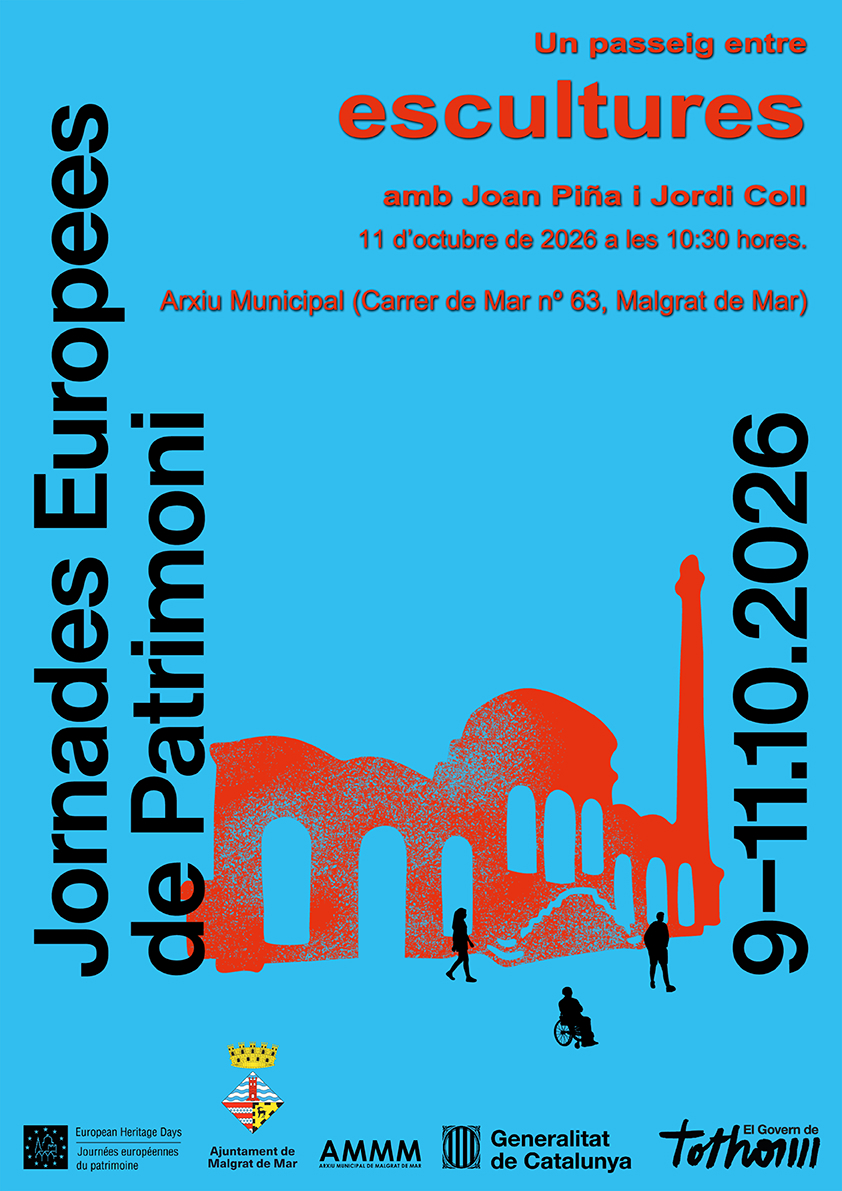 Un passeig entre
escultures
amb Joan Piña i Jordi Coll
11 d’octubre de 2026 a les 10:30 hores.
Arxiu Municipal (Carrer de Mar nº 63, Malgrat de Mar)
Jornades Europees
de Patrimoni
9–11.10.2026
European Heritage Days
Journées européennes
du patrimoine
Ajuntament de
Malgrat de Mar
AMMM
ARXIU MUNICIPAL DE MALGRAT DE MAR
Generalitat
de Catalunya
El Govern de
Tothom